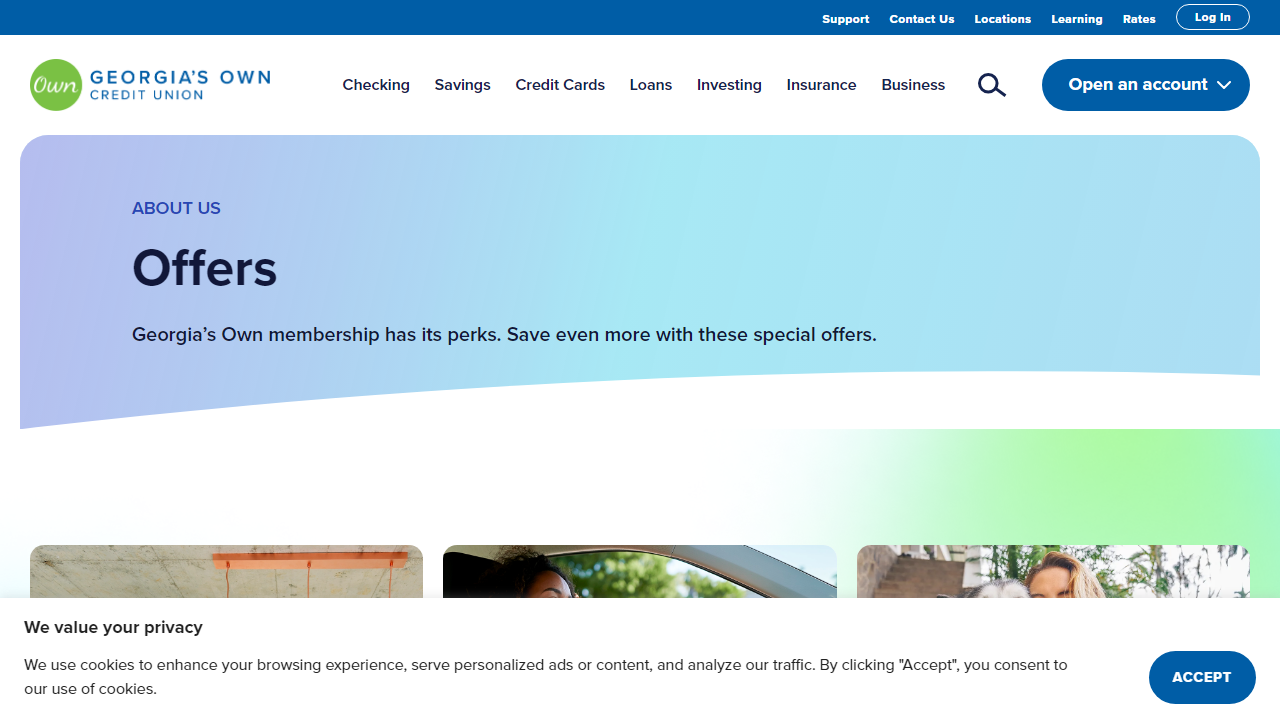 Support Contact Us Locations Learning Rates Log In
Own GEORGIA'S OWN
CREDIT UNION
Checking Savings Credit Cards Loans Investing Insurance Business Open an account
ABOUT US
Offers
Georgia’s Own membership has its perks. Save even more with these special offers.
We value your privacy
We use cookies to enhance your browsing experience, serve personalized ads or content, and analyze our traffic. By clicking "Accept", you consent to
our use of cookies.
ACCEPT